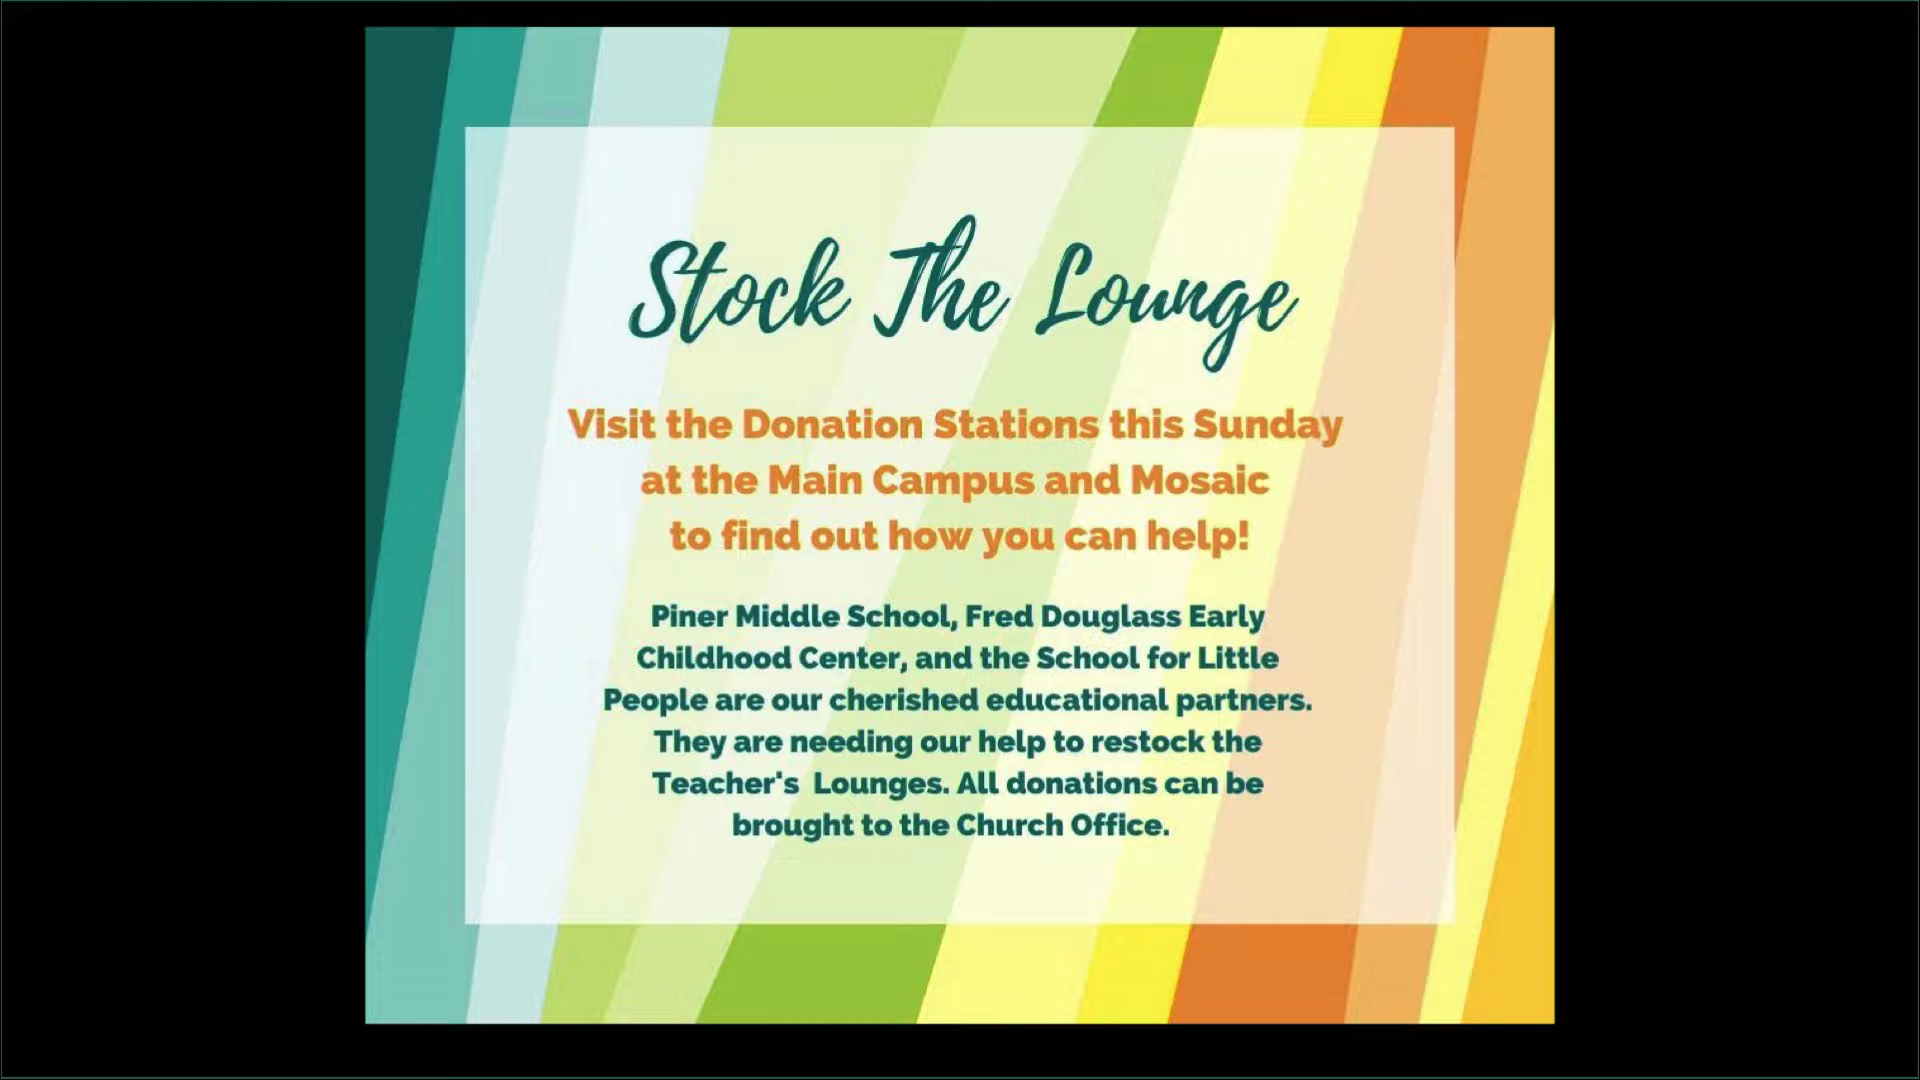 Stock The Lounge
Visit the Donation Stations this Sunday
at the Main Campus and Mosaic
to find out how you can help!
Piner Middle School, Fred Douglass Early
Childhood Center, and the School for Little
People are our cherished educational partners.
They are needing our help to restock the
Teacher's Lounges. All donations can be
brought to the Church Office.